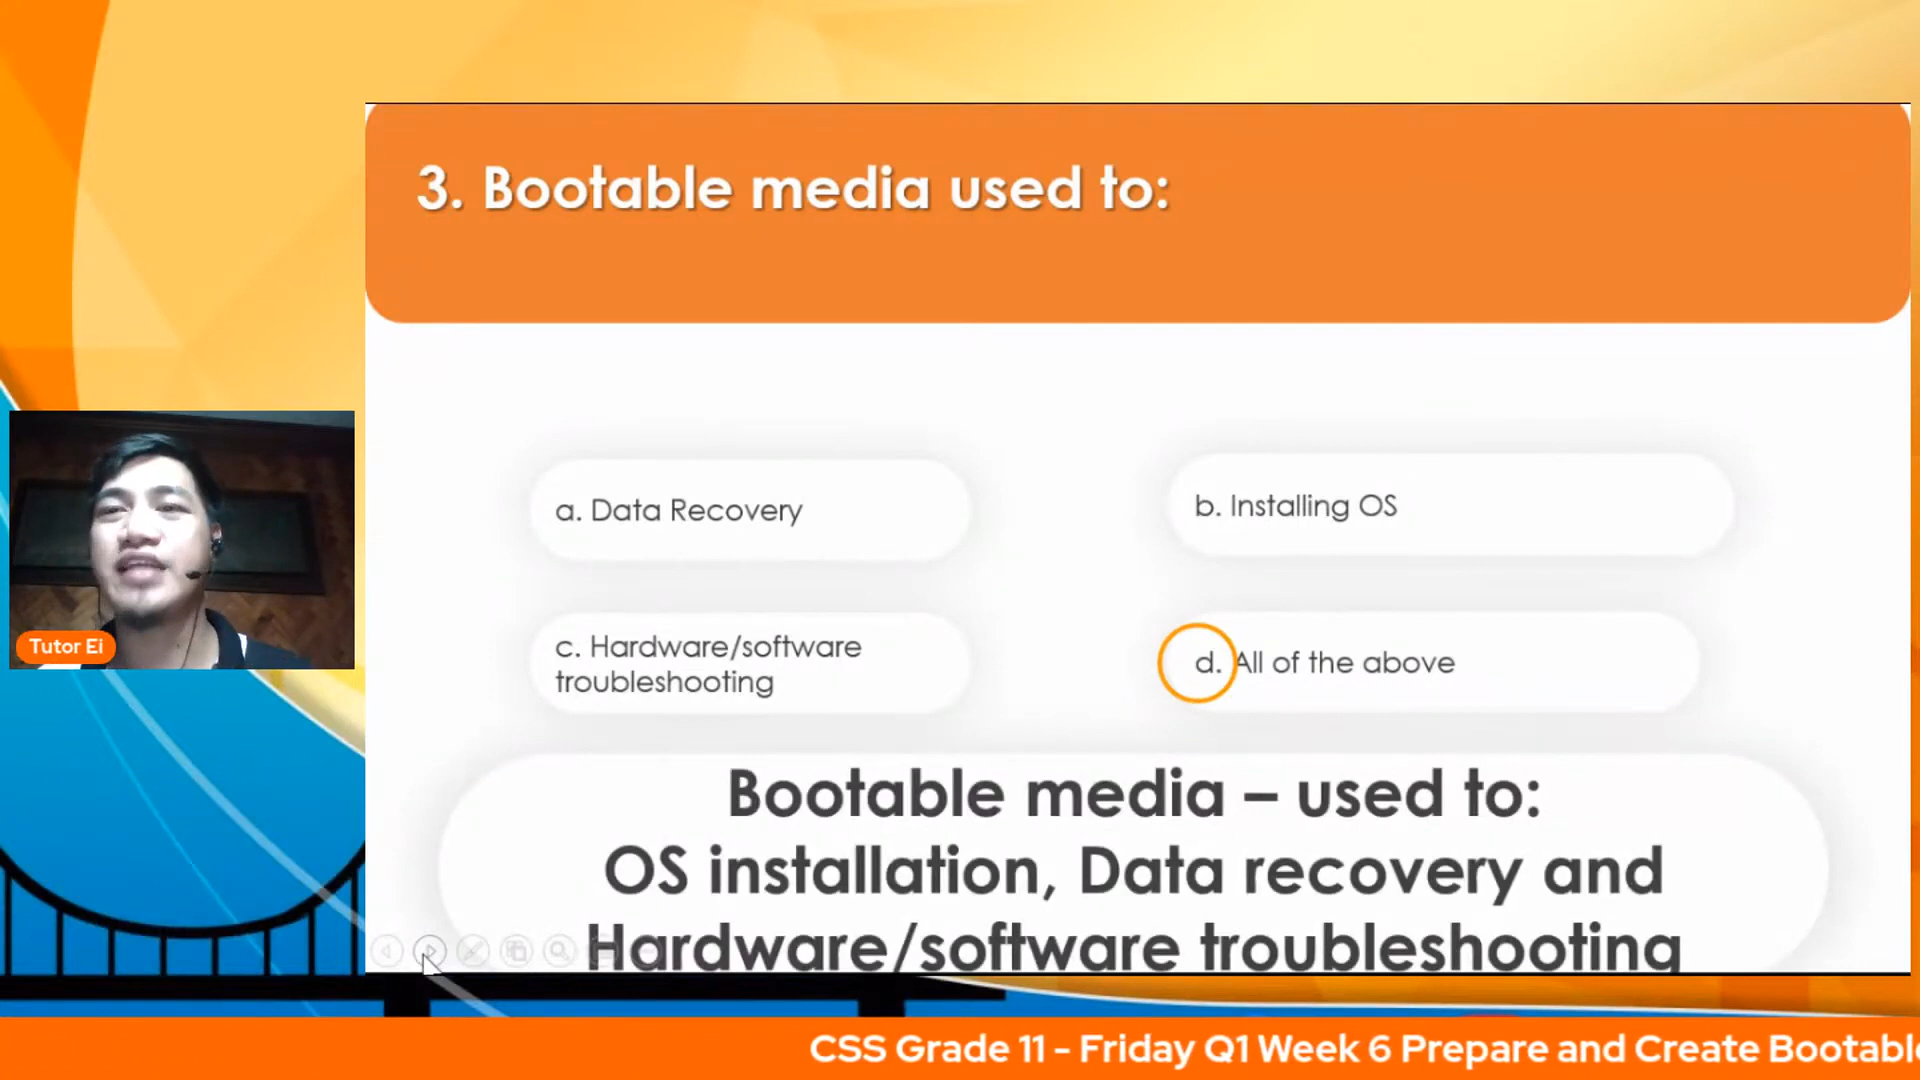 3. Bootable media used to:
a. Data Recovery
b. Installing OS
c. Hardware/software
troubleshooting
d. All of the above
Bootable media – used to:
OS installation, Data recovery and
Hardware/software troubleshooting
Tutor Ei
CSS Grade 11 - Friday Q1 Week 6 Prepare and Create Bootabl